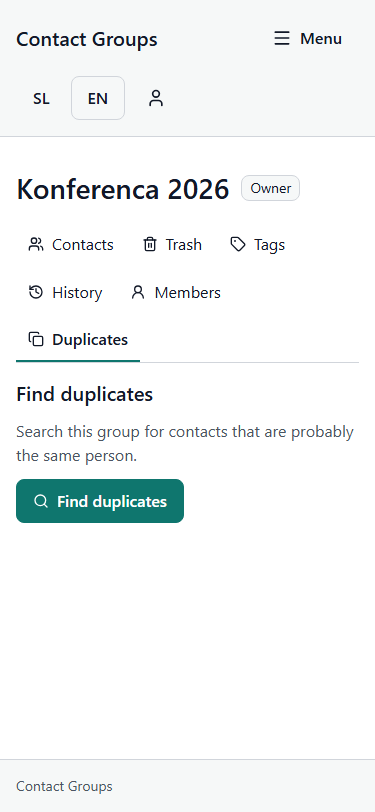 Contact Groups
Menu
SL
EN
Konferenca 2026
Owner
Contacts
Trash
Tags
History
Members
Duplicates
Find duplicates
Search this group for contacts that are probably
the same person.
Find duplicates
Contact Groups